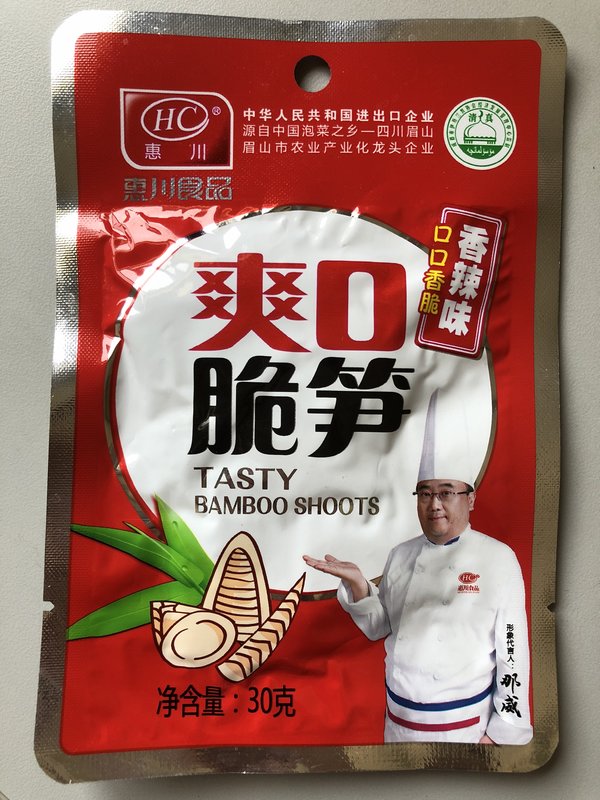 HC®
惠川
惠川食品
中华人民共和国进出口企业
源自中国泡菜之乡—四川眉山
眉山市农业产业化龙头企业
清真
香辣味
口口香脆
爽口
脆笋
TASTY
BAMBOO SHOOTS
HC®
惠川食品
形象代言人：那威
净含量：30克